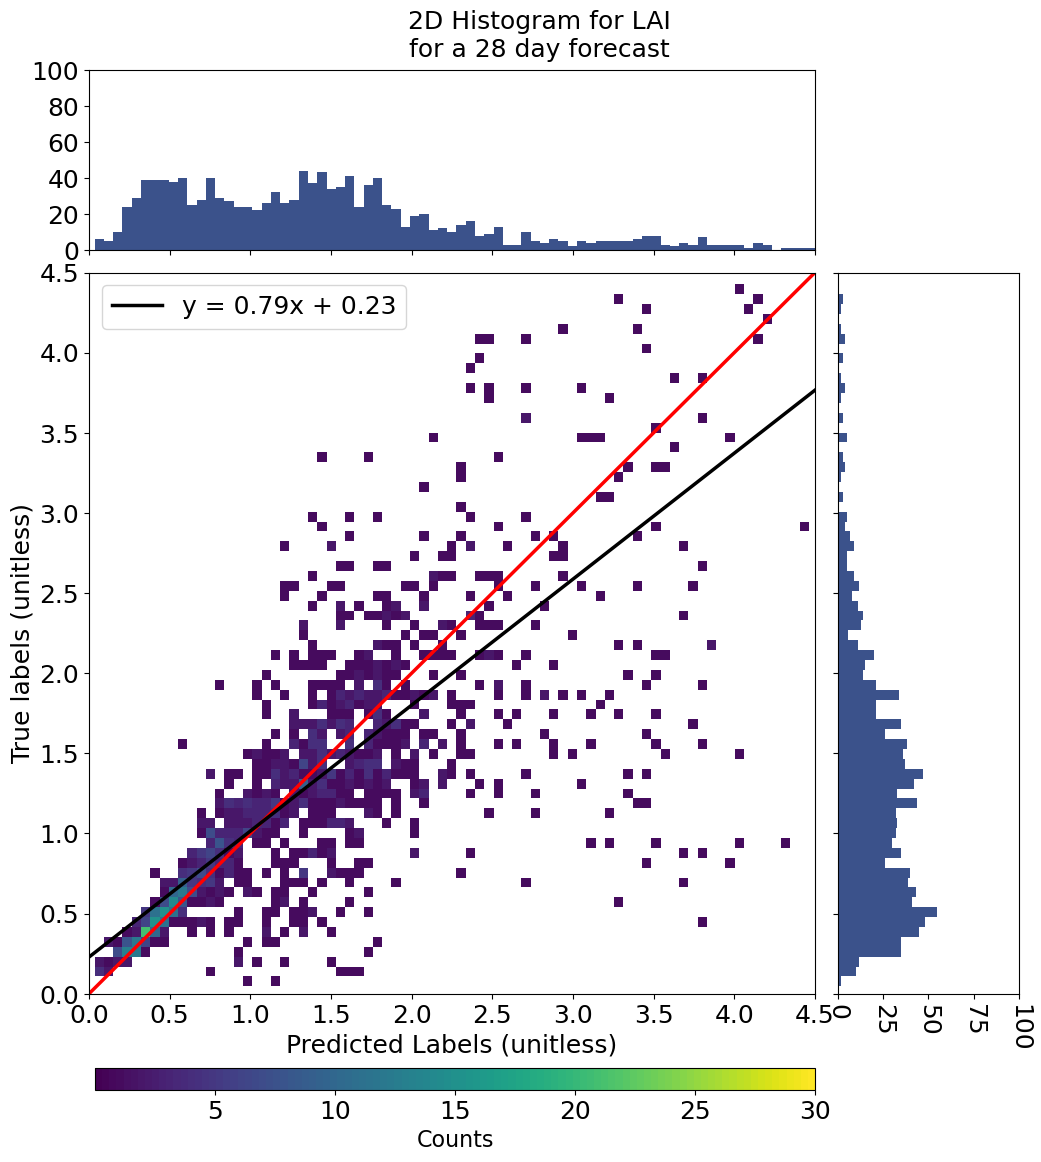 2D Histogram for LAI
for a 28 day forecast
100
80
60
40
20
0
4.5
4.0
3.5
3.0
2.5
2.0
1.5
1.0
0.5
0.0
True labels (unitless)
y = 0.79x + 0.23
0.0 0.5 1.0 1.5 2.0 2.5 3.0 3.5 4.0 4.5
Predicted Labels (unitless)
0 25 50 75 100
5 10 15 20 25 30
Counts